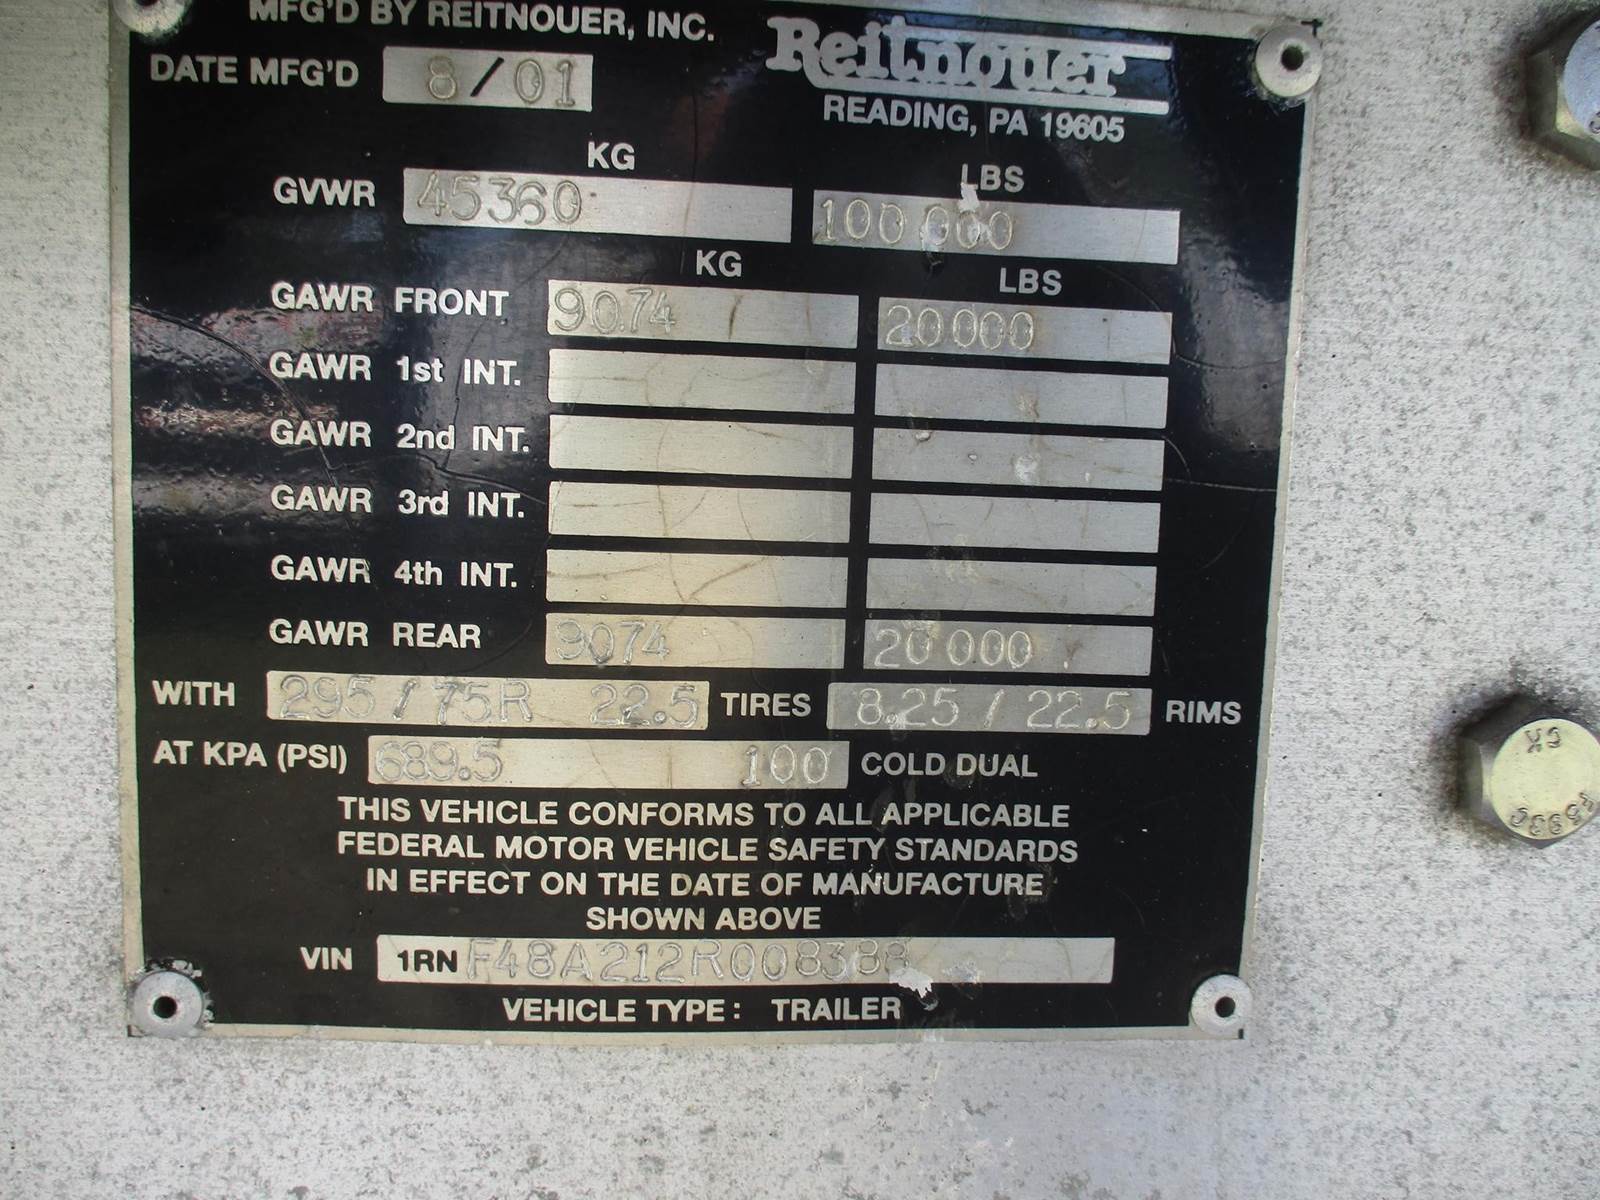 MFG'D BY REITNOUER, INC.
Reitnouer
DATE MFG'D 8/01
READING, PA 19605
KG LBS
GVWR 45360 100 000
KG LBS
GAWR FRONT 9074 20 000
GAWR 1st INT.
GAWR 2nd INT.
GAWR 3rd INT.
GAWR 4th INT.
GAWR REAR 9074 20 000
WITH 295/75R 22.5 TIRES 8.25 / 22.5 RIMS
AT KPA (PSI) 689.5 100 COLD DUAL
THIS VEHICLE CONFORMS TO ALL APPLICABLE
FEDERAL MOTOR VEHICLE SAFETY STANDARDS
IN EFFECT ON THE DATE OF MANUFACTURE
SHOWN ABOVE
VIN 1RNF48A212R008388
VEHICLE TYPE: TRAILER